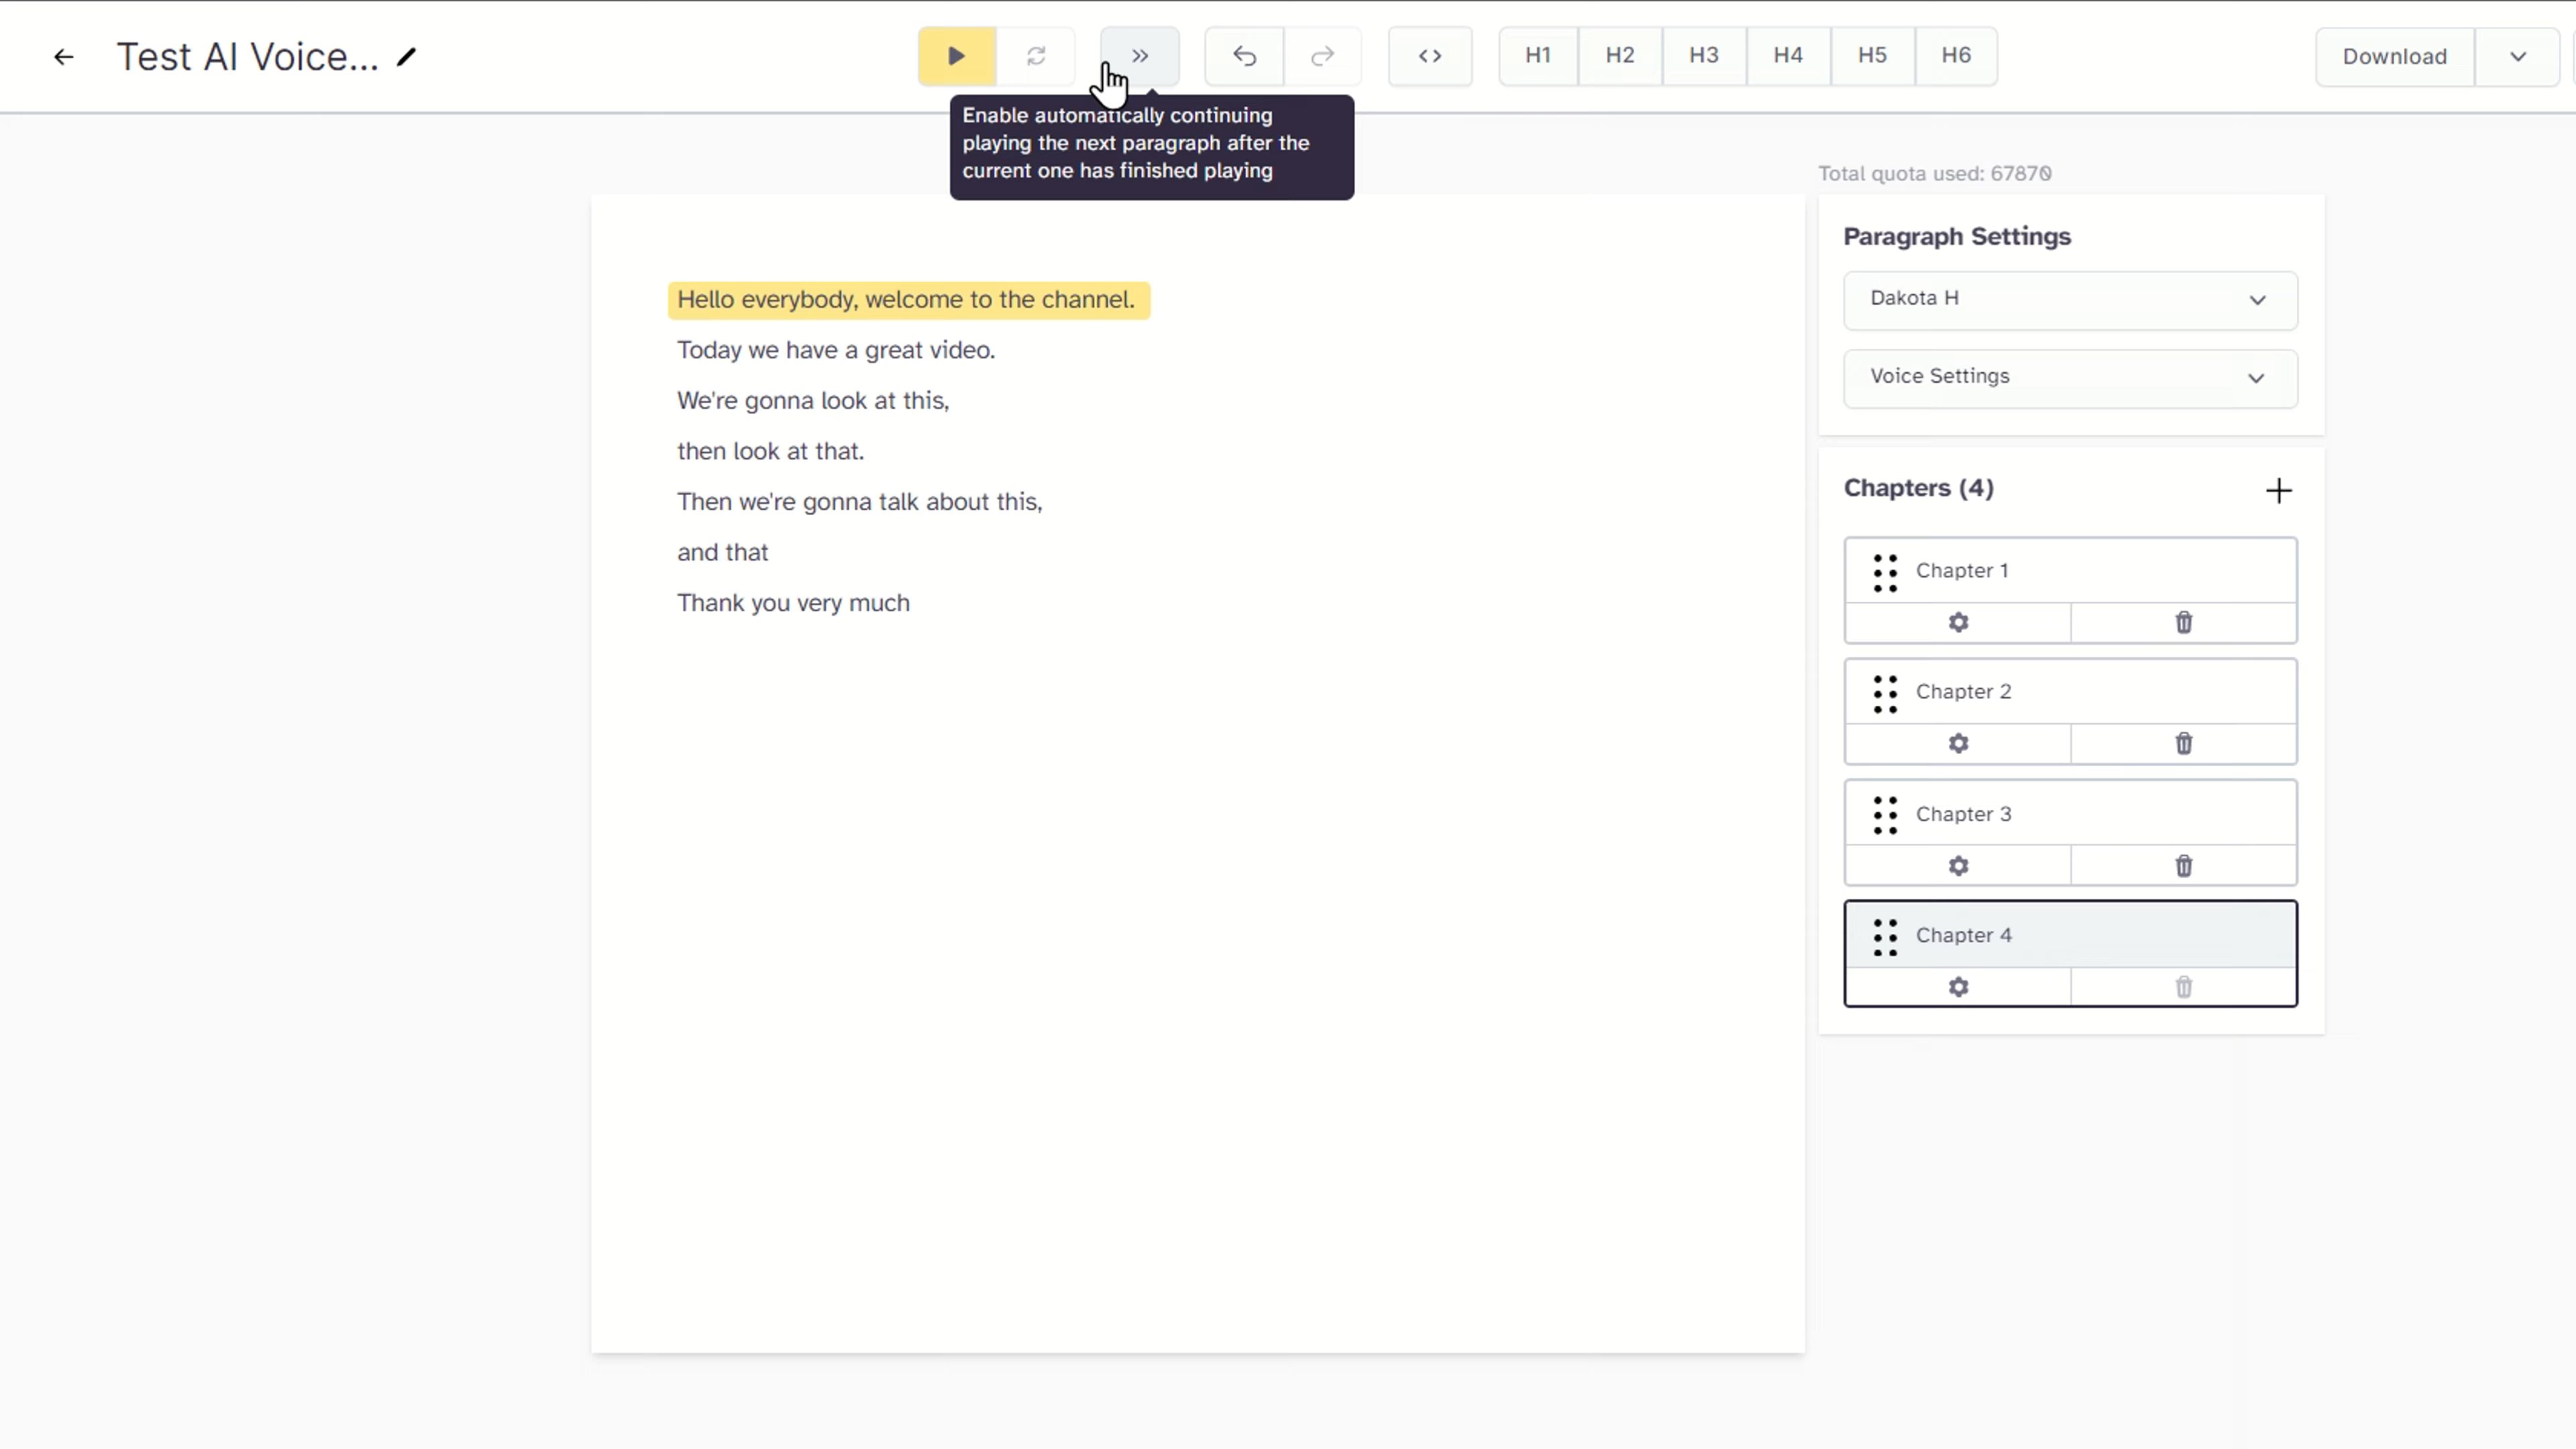 Test AI Voice...
H1 H2 H3 H4 H5 H6
Download
Enable automatically continuing
playing the next paragraph after the
current one has finished playing
Hello everybody, welcome to the channel.
Today we have a great video.
We're gonna look at this,
then look at that.
Then we're gonna talk about this,
and that
Thank you very much
Total quota used: 67870
Paragraph Settings
Dakota H
Voice Settings
Chapters (4)
Chapter 1
Chapter 2
Chapter 3
Chapter 4